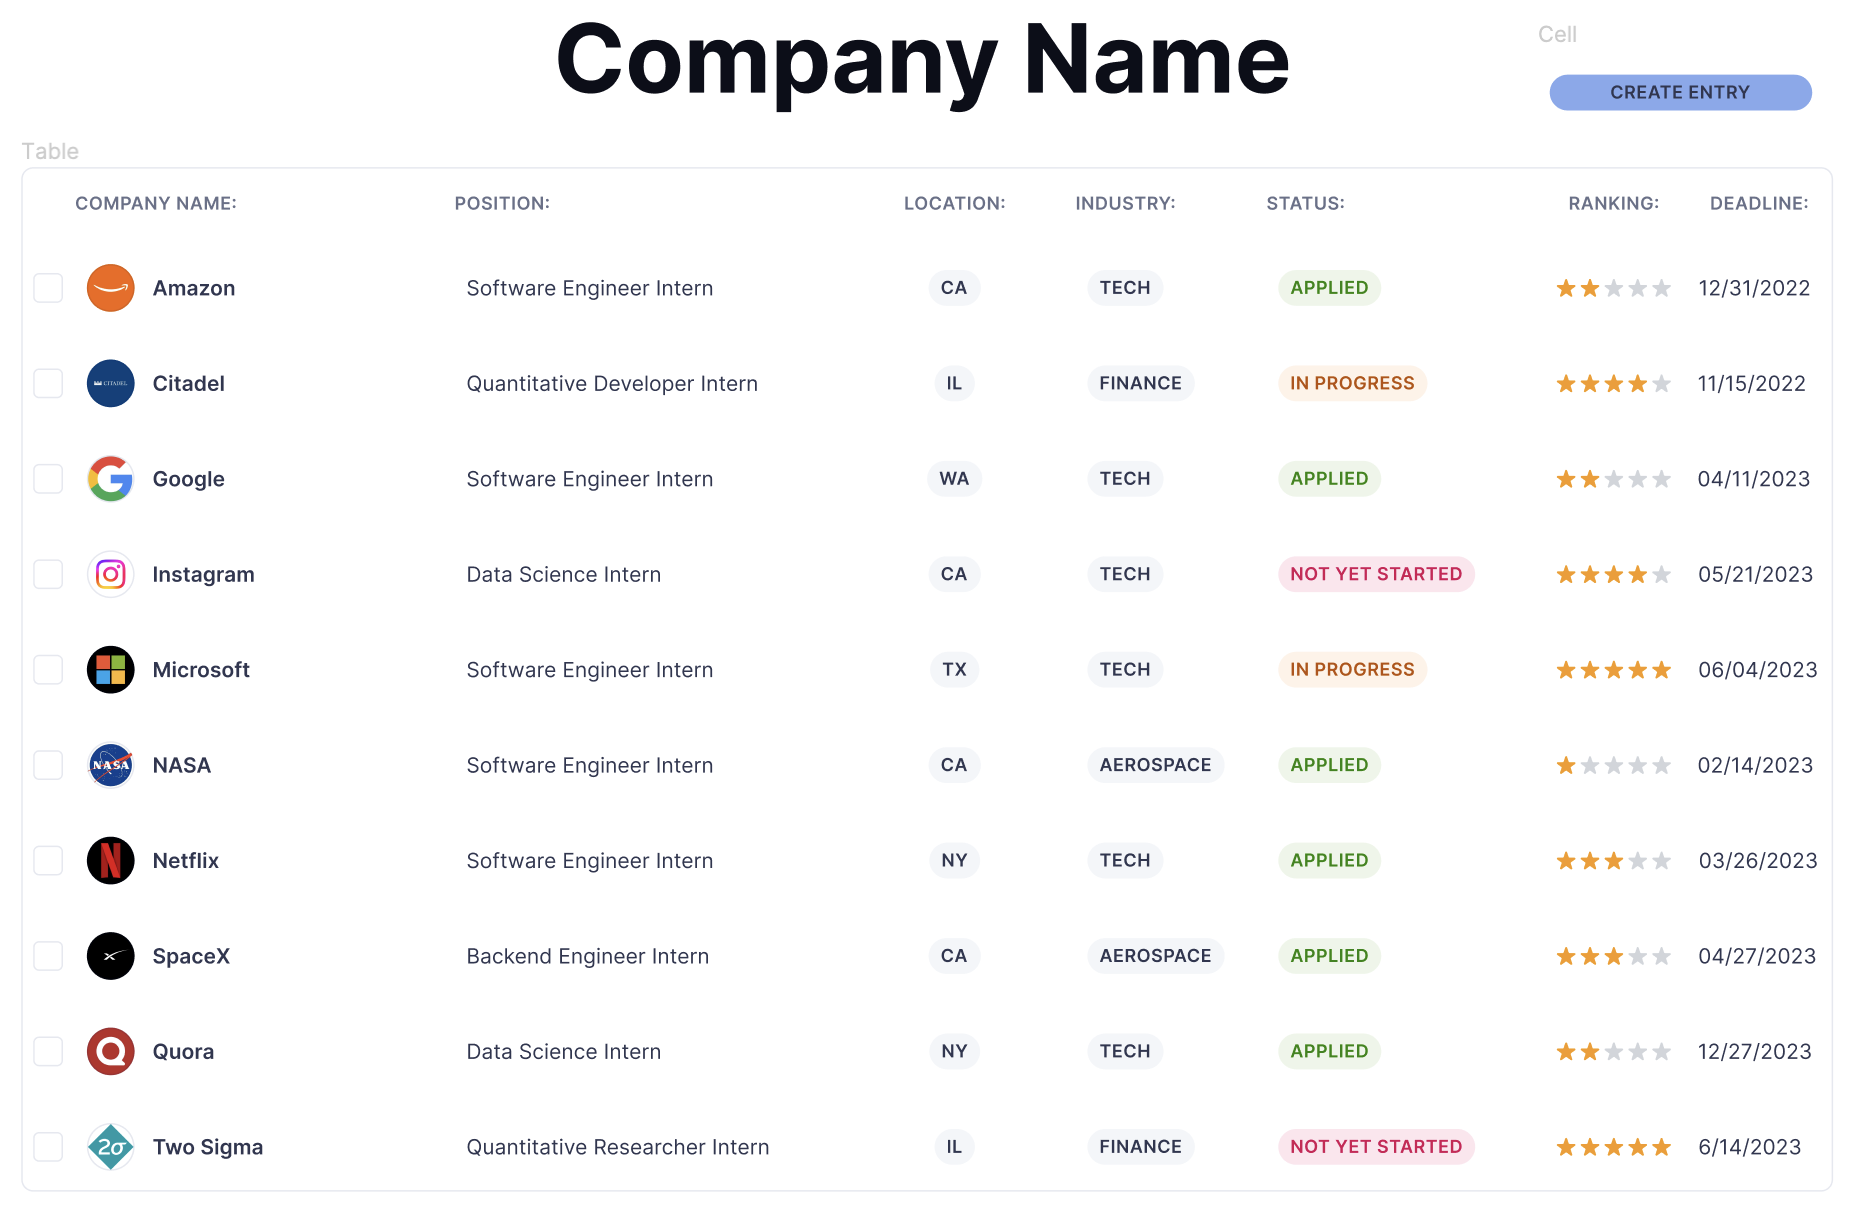 Company Name
Cell
CREATE ENTRY
Table
COMPANY NAME: POSITION: LOCATION: INDUSTRY: STATUS: RANKING: DEADLINE:
Amazon Software Engineer Intern CA TECH APPLIED 12/31/2022
CITADEL Citadel Quantitative Developer Intern IL FINANCE IN PROGRESS 11/15/2022
Google Software Engineer Intern WA TECH APPLIED 04/11/2023
Instagram Data Science Intern CA TECH NOT YET STARTED 05/21/2023
Microsoft Software Engineer Intern TX TECH IN PROGRESS 06/04/2023
NASA NASA Software Engineer Intern CA AEROSPACE APPLIED 02/14/2023
Netflix Software Engineer Intern NY TECH APPLIED 03/26/2023
SpaceX Backend Engineer Intern CA AEROSPACE APPLIED 04/27/2023
Quora Data Science Intern NY TECH APPLIED 12/27/2023
2σ Two Sigma Quantitative Researcher Intern IL FINANCE NOT YET STARTED 6/14/2023